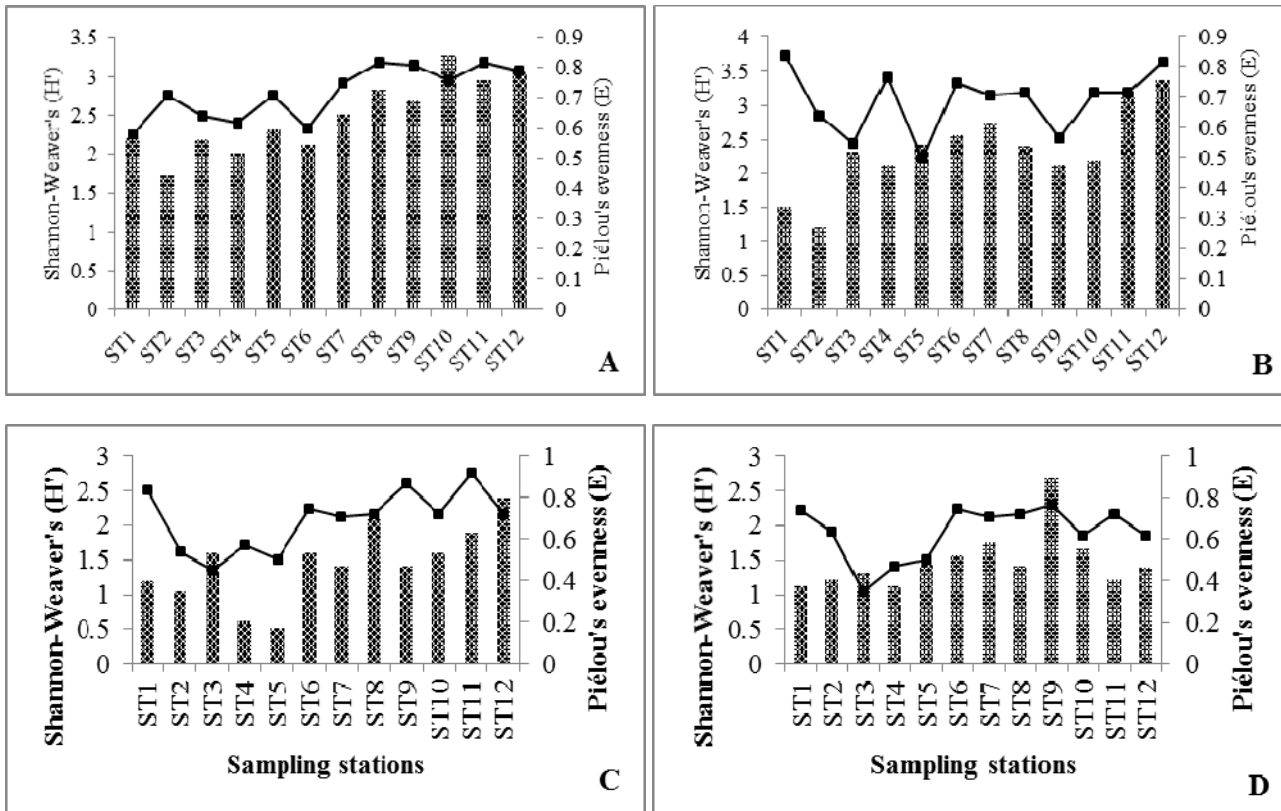 Shannon-Weaver's (H')
3.5
3
2.5
2
1.5
1
0.5
0
0.9
0.8
0.7
0.6
0.5
0.4
0.3
0.2
0.1
0
Piélou's evenness (E)
ST1
ST2
ST3
ST4
ST5
ST6
ST7
ST8
ST9
ST10
ST11
ST12
A
Shannon-Weaver's (H')
4
3.5
3
2.5
2
1.5
1
0.5
0
0.9
0.8
0.7
0.6
0.5
0.4
0.3
0.2
0.1
0
Piélou's evenness (E)
ST1
ST2
ST3
ST4
ST5
ST6
ST7
ST8
ST9
ST10
ST11
ST12
B
Shannon-Weaver's (H')
3
2.5
2
1.5
1
0.5
0
1
0.8
0.6
0.4
0.2
0
Piélou's evenness (E)
ST1
ST2
ST3
ST4
ST5
ST6
ST7
ST8
ST9
ST10
ST11
ST12
Sampling stations
C
Shannon-Weaver's (H')
3
2.5
2
1.5
1
0.5
0
1
0.8
0.6
0.4
0.2
0
Piélou's evenness (E)
ST1
ST2
ST3
ST4
ST5
ST6
ST7
ST8
ST9
ST10
ST11
ST12
Sampling stations
D